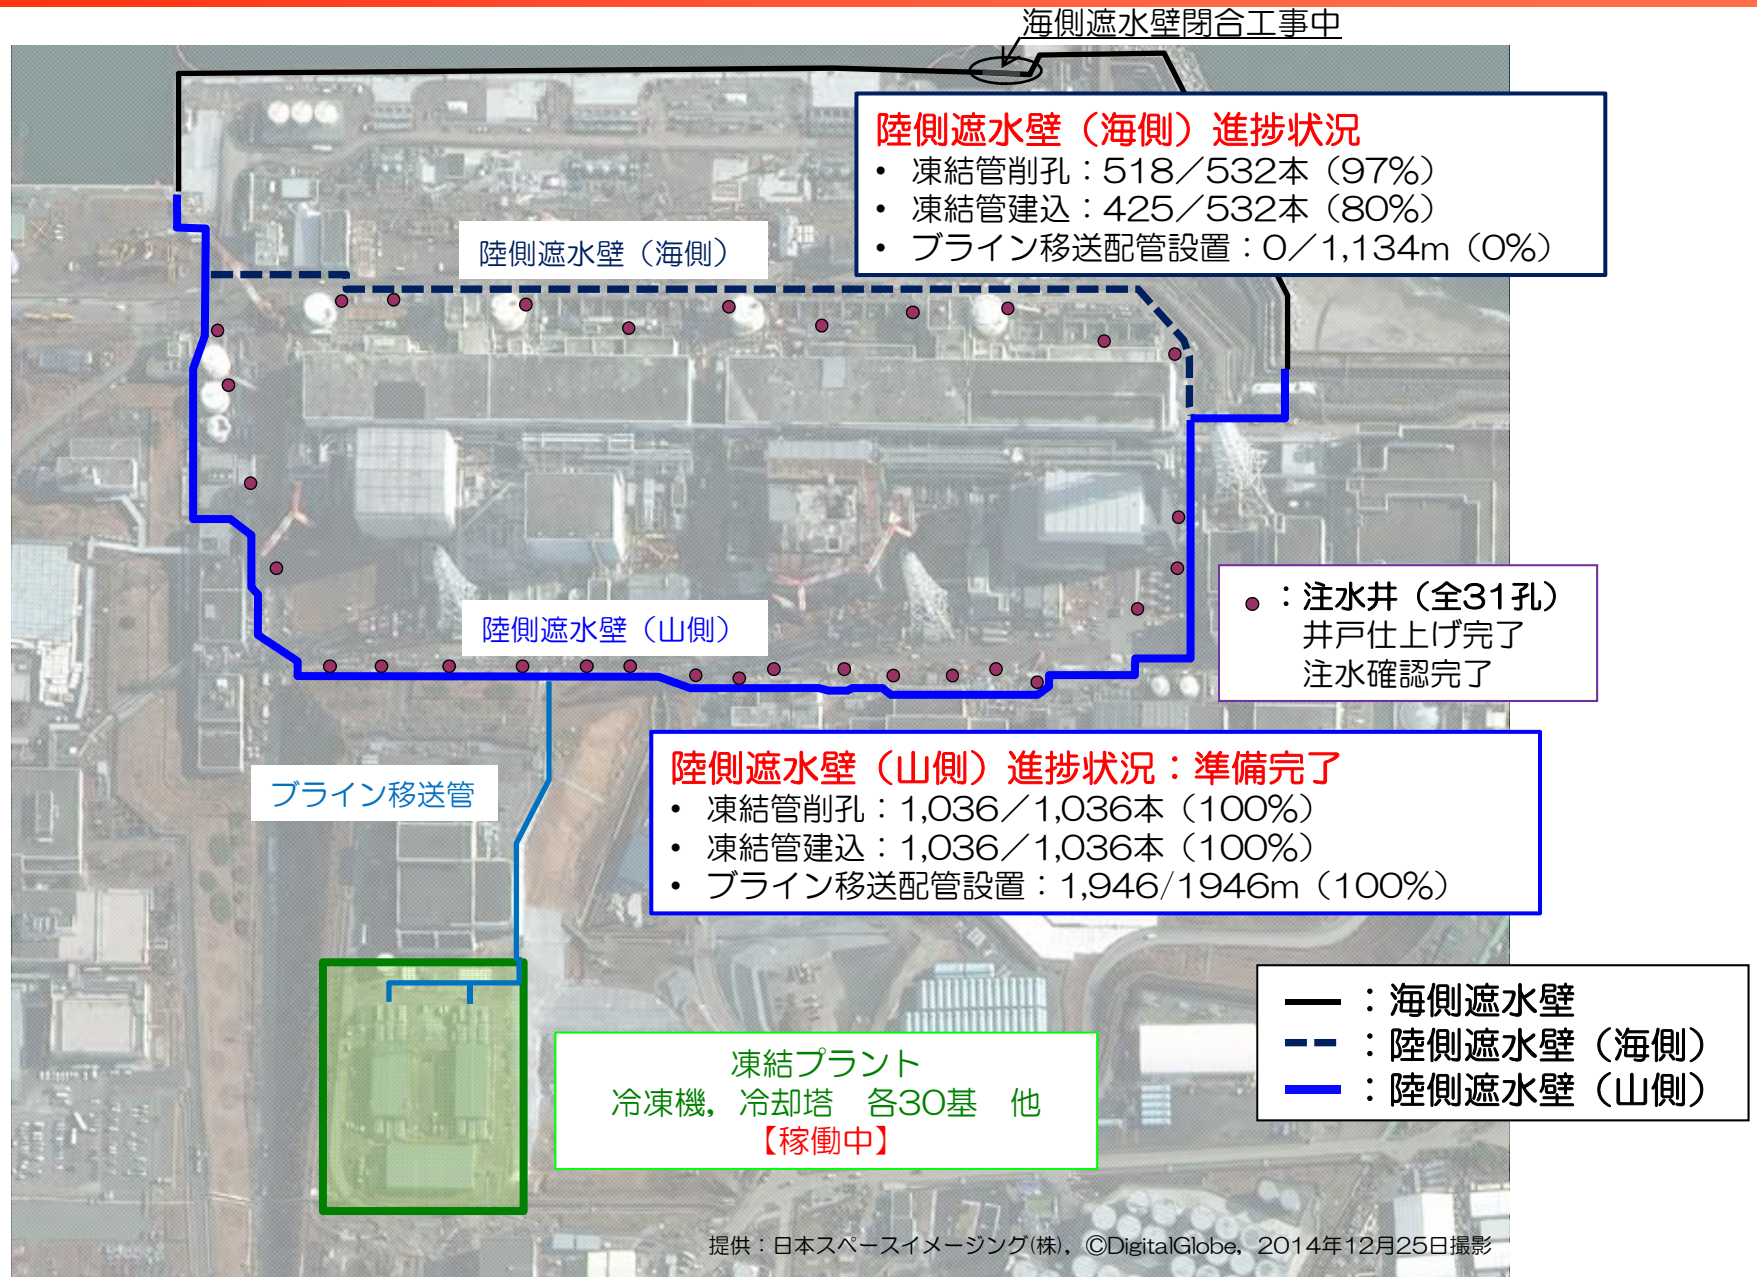 海側遮水壁閉合工事中
陸側遮水壁（海側）進捗状況
• 凍結管削孔：518／532本（97%）
• 凍結管建込：425／532本（80%）
• ブライン移送配管設置：0／1,134m（0%）
陸側遮水壁（海側）
：注水井（全31孔）
井戸仕上げ完了
注水確認完了
陸側遮水壁（山側）
陸側遮水壁（山側）進捗状況：準備完了
• 凍結管削孔：1,036／1,036本（100%）
• 凍結管建込：1,036／1,036本（100%）
• ブライン移送配管設置：1,946/1946m（100%）
ブライン移送管
：海側遮水壁
：陸側遮水壁（海側）
：陸側遮水壁（山側）
凍結プラント
冷凍機，冷却塔　各30基　他
【稼働中】
提供：日本スペースイメージング(株)，©DigitalGlobe，2014年12月25日撮影